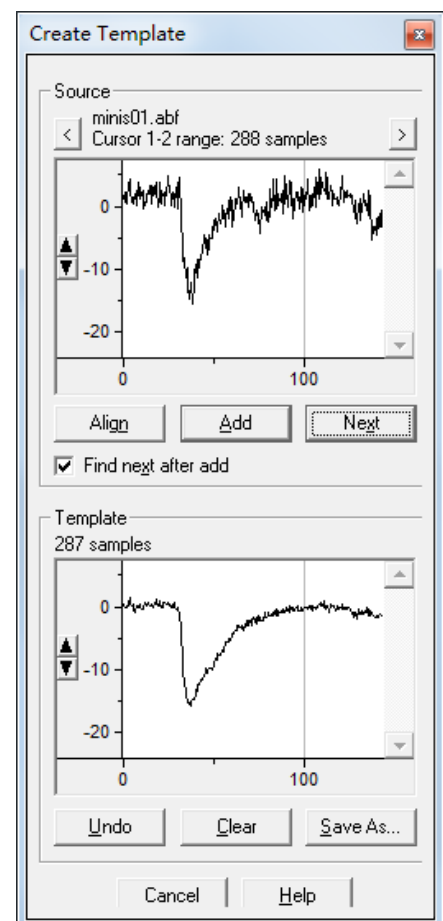 Create Template
Source
minis01.abf
< Cursor 1-2 range: 288 samples >
0
-10
-20
0 100
Align Add Next
Find next after add
Template
287 samples
0
-10
-20
0 100
Undo Clear Save As...
Cancel Help